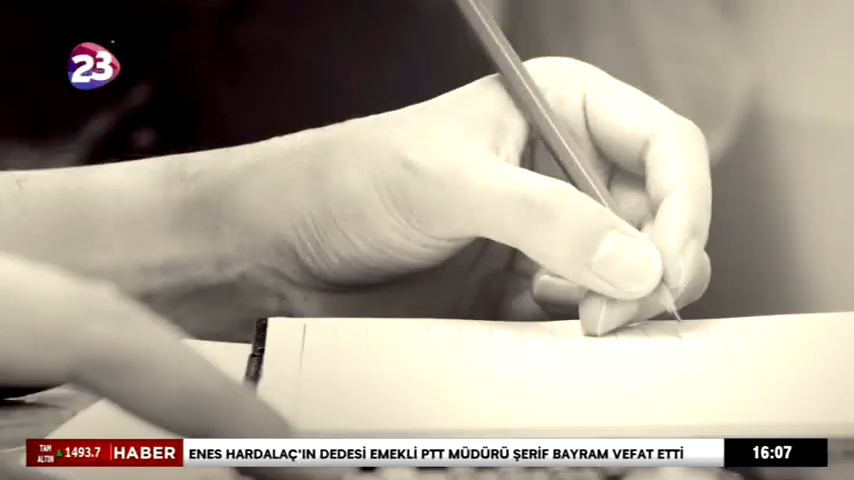 23
TAM
ALTIN
1493.7
HABER
ENES HARDALAÇ'IN DEDESİ EMEKLİ PTT MÜDÜRÜ ŞERİF BAYRAM VEFAT ETTİ
16:07